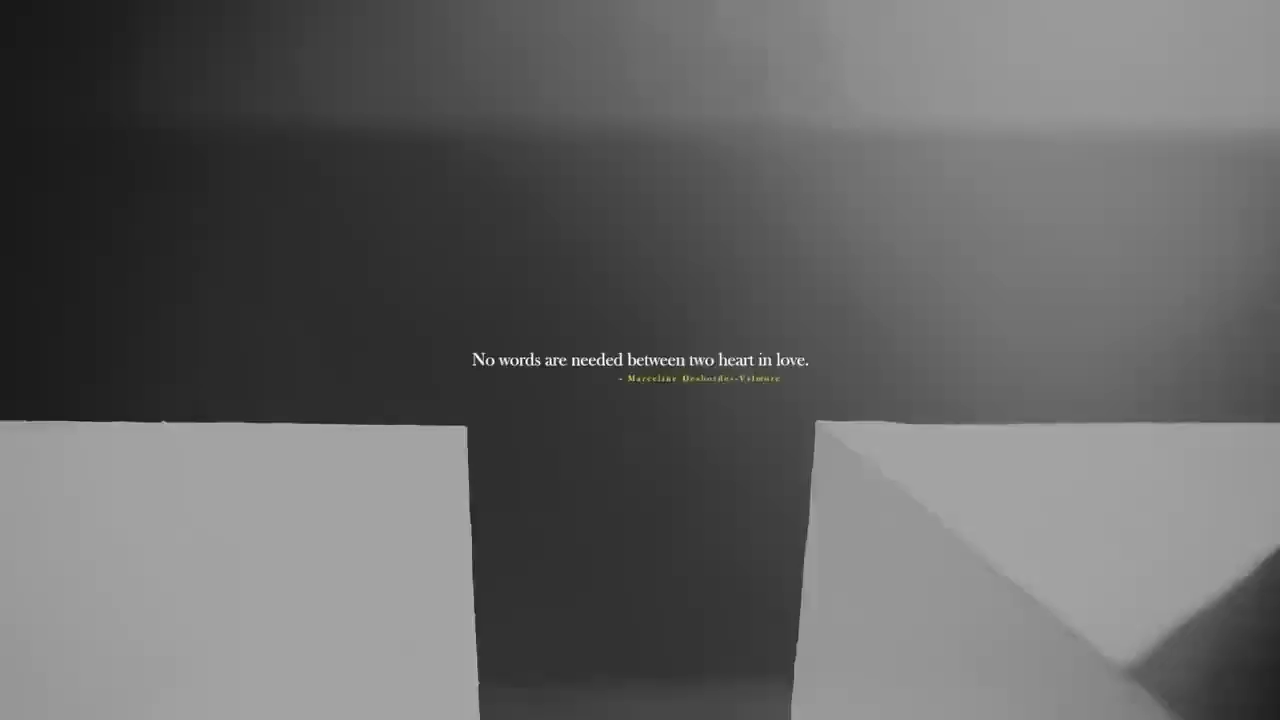 No words are needed between two heart in love.
- Marceline Desbordes-Valmore